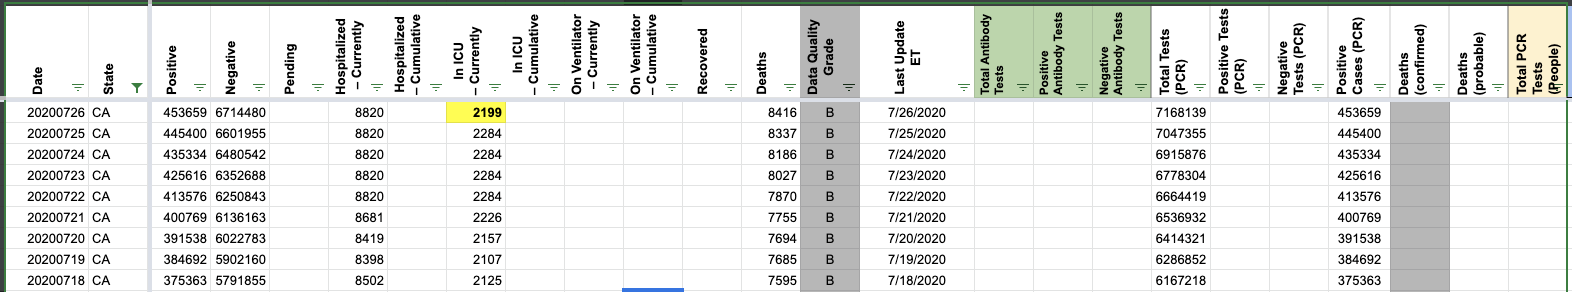 Date State Positive Negative Pending Hospitalized – Currently Hospitalized – Cumulative In ICU – Currently In ICU – Cumulative On Ventilator – Currently On Ventilator – Cumulative Recovered Deaths Data Quality Grade Last Update ET Total Antibody Tests Positive Antibody Tests Negative Antibody Tests Total Tests (PCR) Positive Tests (PCR) Negative Tests (PCR) Positive Cases (PCR) Deaths (confirmed) Deaths (probable) Total PCR Tests (People)
20200726 CA 453659 6714480 8820 2199 8416 B 7/26/2020 7168139 453659
20200725 CA 445400 6601955 8820 2284 8337 B 7/25/2020 7047355 445400
20200724 CA 435334 6480542 8820 2284 8186 B 7/24/2020 6915876 435334
20200723 CA 425616 6352688 8820 2284 8027 B 7/23/2020 6778304 425616
20200722 CA 413576 6250843 8820 2284 7870 B 7/22/2020 6664419 413576
20200721 CA 400769 6136163 8681 2226 7755 B 7/21/2020 6536932 400769
20200720 CA 391538 6022783 8419 2157 7694 B 7/20/2020 6414321 391538
20200719 CA 384692 5902160 8398 2107 7685 B 7/19/2020 6286852 384692
20200718 CA 375363 5791855 8502 2125 7595 B 7/18/2020 6167218 375363